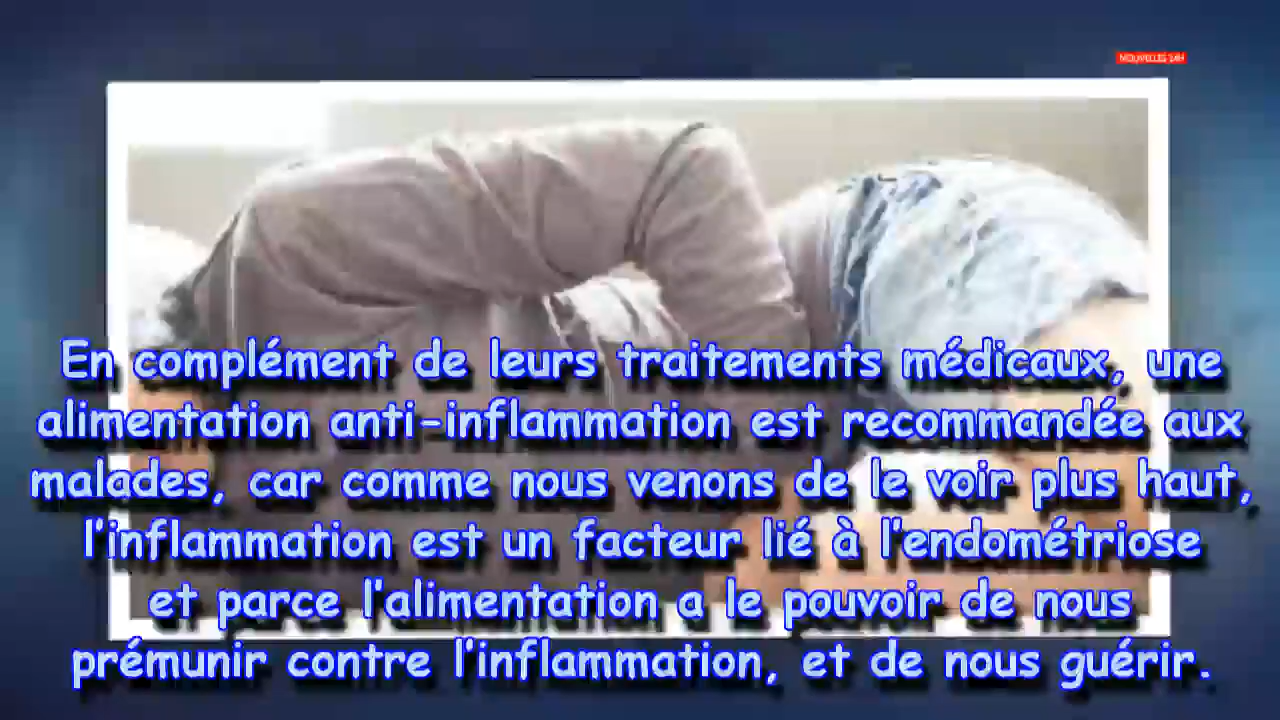 NOUVELLES 24H
En complément de leurs traitements médicaux, une
alimentation anti-inflammation est recommandée aux
malades, car comme nous venons de le voir plus haut,
l'inflammation est un facteur lié à l'endométriose
et parce l'alimentation a le pouvoir de nous
prémunir contre l'inflammation, et de nous guérir.